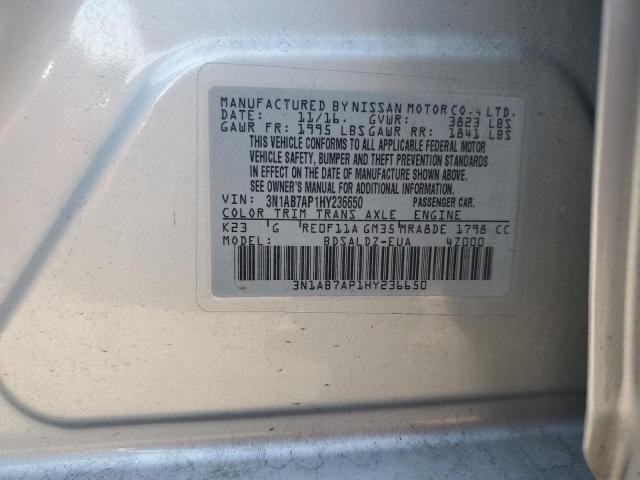 MANUFACTURED BY NISSAN MOTOR CO., LTD.
DATE: 11/16. GVWR: 3823 LBS
GAWR FR: 1995 LBS GAWR RR: 1841 LBS
THIS VEHICLE CONFORMS TO ALL APPLICABLE FEDERAL MOTOR
VEHICLE SAFETY, BUMPER AND THEFT PREVENTION STANDARDS
IN EFFECT ON THE DATE OF MANUFACTURE SHOWN ABOVE.
SEE OWNER'S MANUAL FOR ADDITIONAL INFORMATION.
VIN: 3N1AB7AP1HY236650 PASSENGER CAR.
COLOR TRIM TRANS AXLE ENGINE
K23 G RE0F11A GM35 MRA8DE 1798 CC
MODEL: BDSALDZ-EUA 4Z000
3N1AB7AP1HY236650